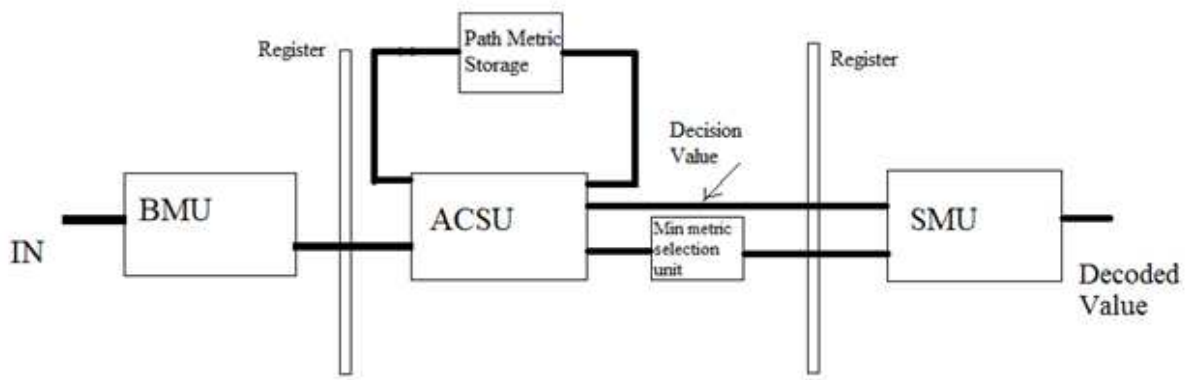 Register
Path Metric
Storage
Register
Decision
Value
BMU
ACSU
Min metric
selection
unit
SMU
IN
Decoded
Value